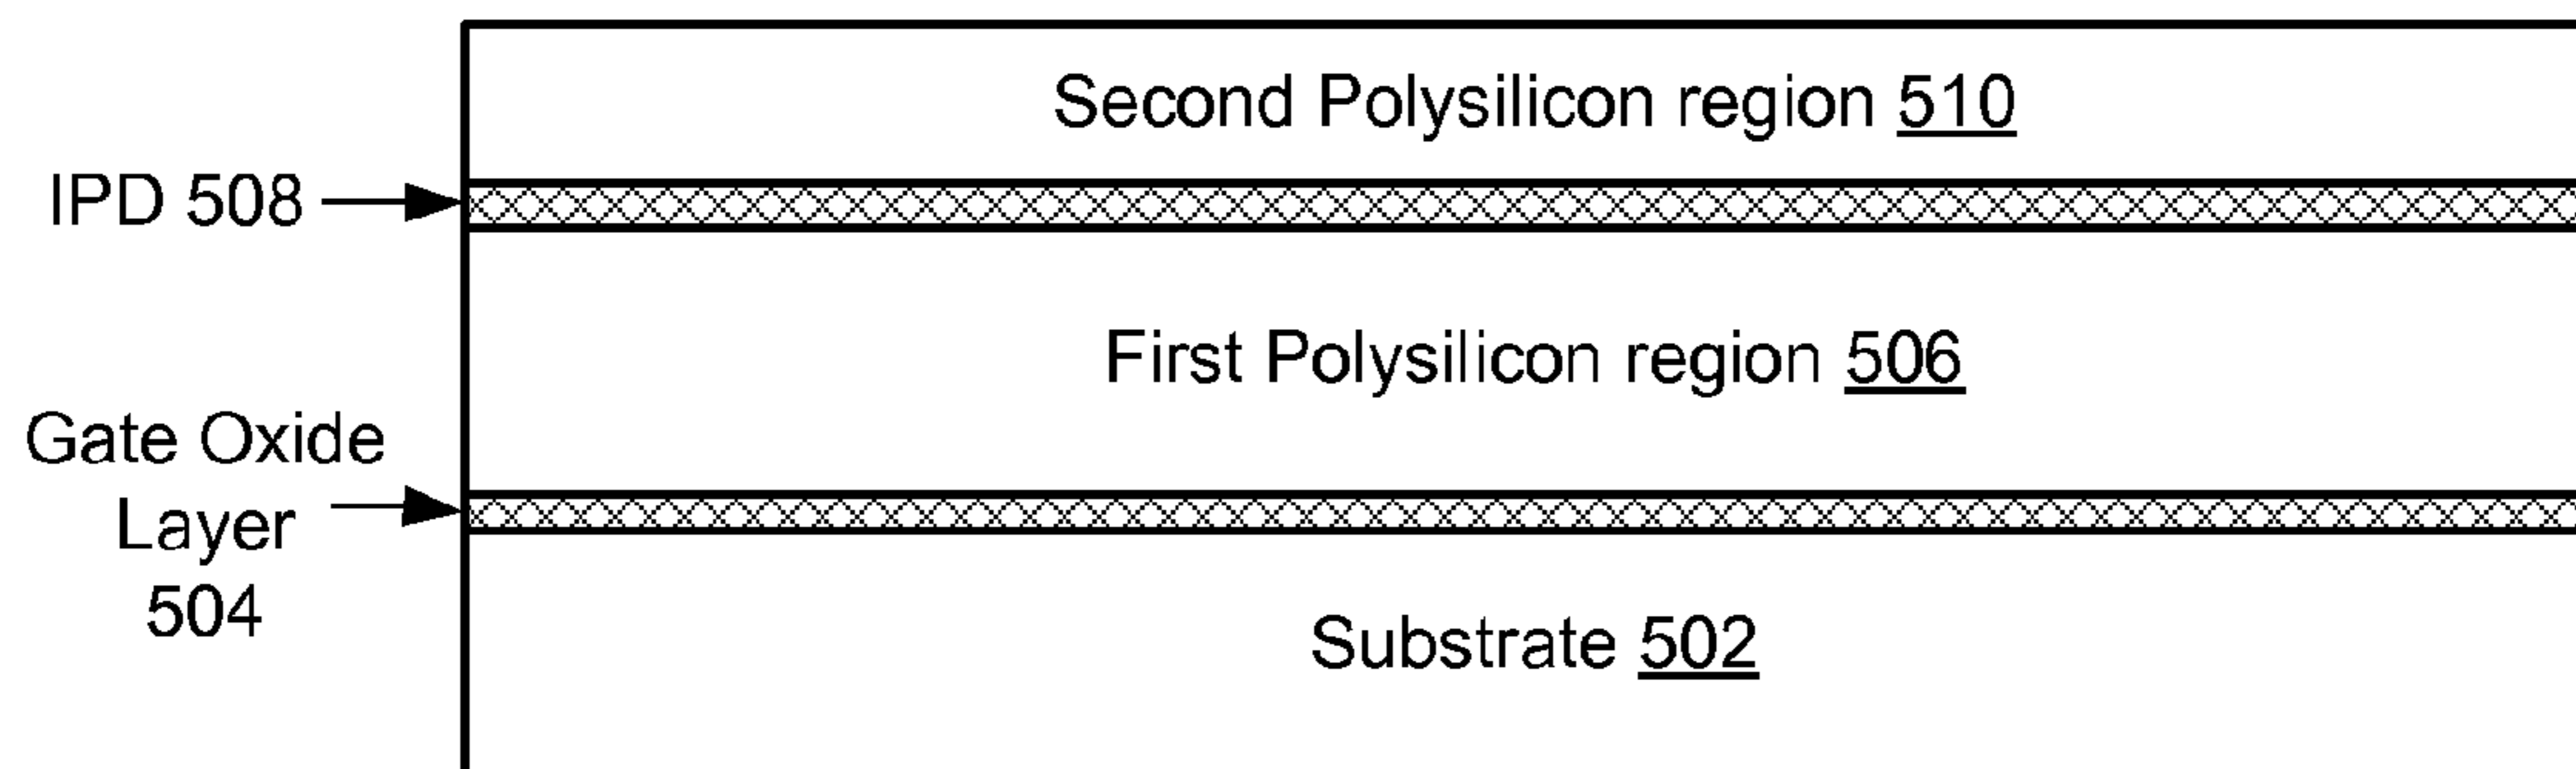 Second Polysilicon region 510
IPD 508
First Polysilicon region 506
Gate Oxide
Layer
504
Substrate 502